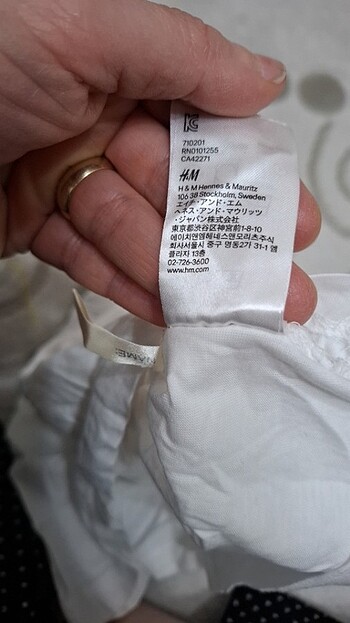 KC
710201
RN0101255
CA42271
H&M
H & M Hennes & Mauritz
106 38 Stockholm, Sweden
エイチ・アンド・エム
ヘネス・アンド・マウリッツ
・ジャパン株式会社
東京都渋谷区神宮前1-8-10
에이치앤엠헤네스앤모리츠주식
회사서울시 중구 명동2가 31-1 엠
플라자 13층
02-726-3600
www.hm.com
NAME: